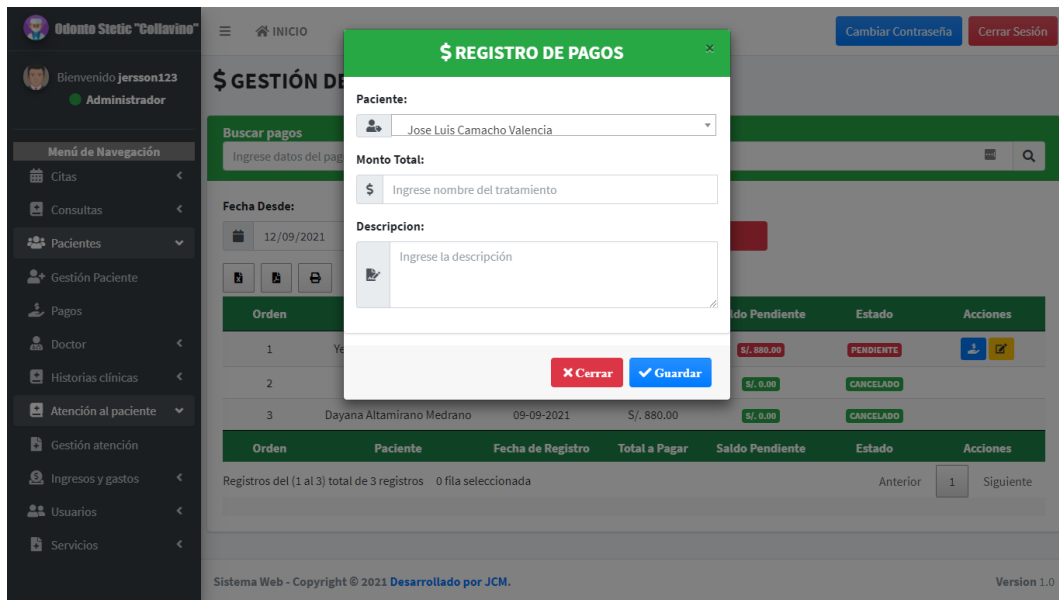 Odonto Stetic "Collavino"
INICIO
Cambiar Contraseña
Cerrar Sesión
Bienvenido jersson123
Administrador
Menú de Navegación
Citas
Consultas
Pacientes
Gestión Paciente
Pagos
Doctor
Historias clínicas
Atención al paciente
Gestión atención
Ingresos y gastos
Usuarios
Servicios
$ GESTIÓN DE
Buscar pagos
Ingrese datos del pag
Fecha Desde:
12/09/2021
$ REGISTRO DE PAGOS
×
Paciente:
Jose Luis Camacho Valencia
Monto Total:
$ Ingrese nombre del tratamiento
Descripcion:
Ingrese la descripción
Cerrar
Guardar
Orden ldo Pendiente Estado Acciones
1 Ye S/. 880.00 PENDIENTE
2 S/. 0.00 CANCELADO
3 Dayana Altamirano Medrano 09-09-2021 S/. 880.00 S/. 0.00 CANCELADO
Orden Paciente Fecha de Registro Total a Pagar Saldo Pendiente Estado Acciones
Registros del (1 al 3) total de 3 registros 0 fila seleccionada
Anterior 1 Siguiente
Sistema Web - Copyright © 2021 Desarrollado por JCM.
Version 1.0